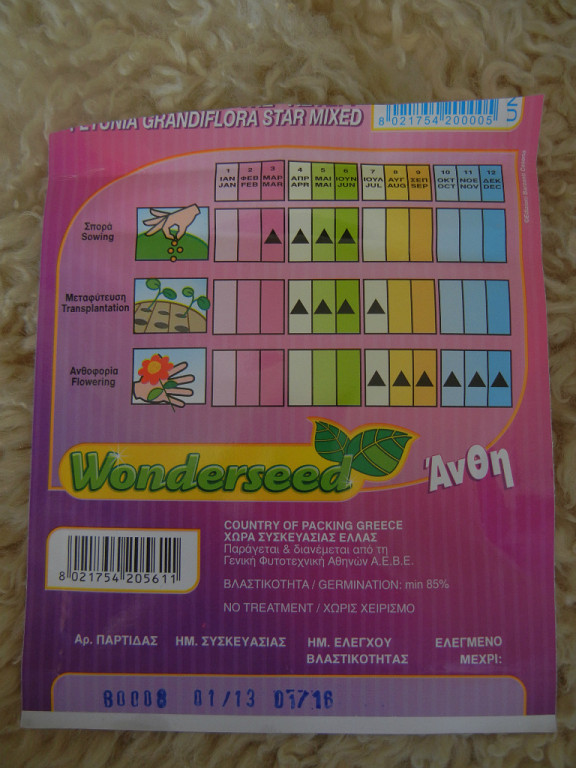 PETUNIA GRANDIFLORA STAR MIXED
8 021754 200005
1 2 3 4 5 6 7 8 9 10 11 12
ΙΑΝ ΦΕΒ ΜΑΡ ΑΠΡ ΜΑΙ ΙΟΥΝ ΙΟΥΛ ΑΥΓ ΣΕΠ ΟΚΤ ΝΟΕ ΔΕΚ
JAN FEB MAR APR MAI JUN JUL AUG SEP OCT NOV DEC
Σπορά
Sowing
Μεταφύτευση
Transplantation
Ανθοφορία
Flowering
Wonderseed
Άνθη
COUNTRY OF PACKING GREECE
ΧΩΡΑ ΣΥΣΚΕΥΑΣΙΑΣ ΕΛΛΑΣ
Παράγεται & διανέμεται από τη
Γενική Φυτοτεχνική Αθηνών Α.Ε.Β.Ε.
8 021754 205611
ΒΛΑΣΤΙΚΟΤΗΤΑ / GERMINATION: min 85%
NO TREATMENT / ΧΩΡΙΣ ΧΕΙΡΙΣΜΟ
Αρ. ΠΑΡΤΙΔΑΣ ΗΜ. ΣΥΣΚΕΥΑΣΙΑΣ ΗΜ. ΕΛΕΓΧΟΥ ΕΛΕΓΜΕΝΟ
ΒΛΑΣΤΙΚΟΤΗΤΑΣ ΜΕΧΡΙ:
80008 01/13